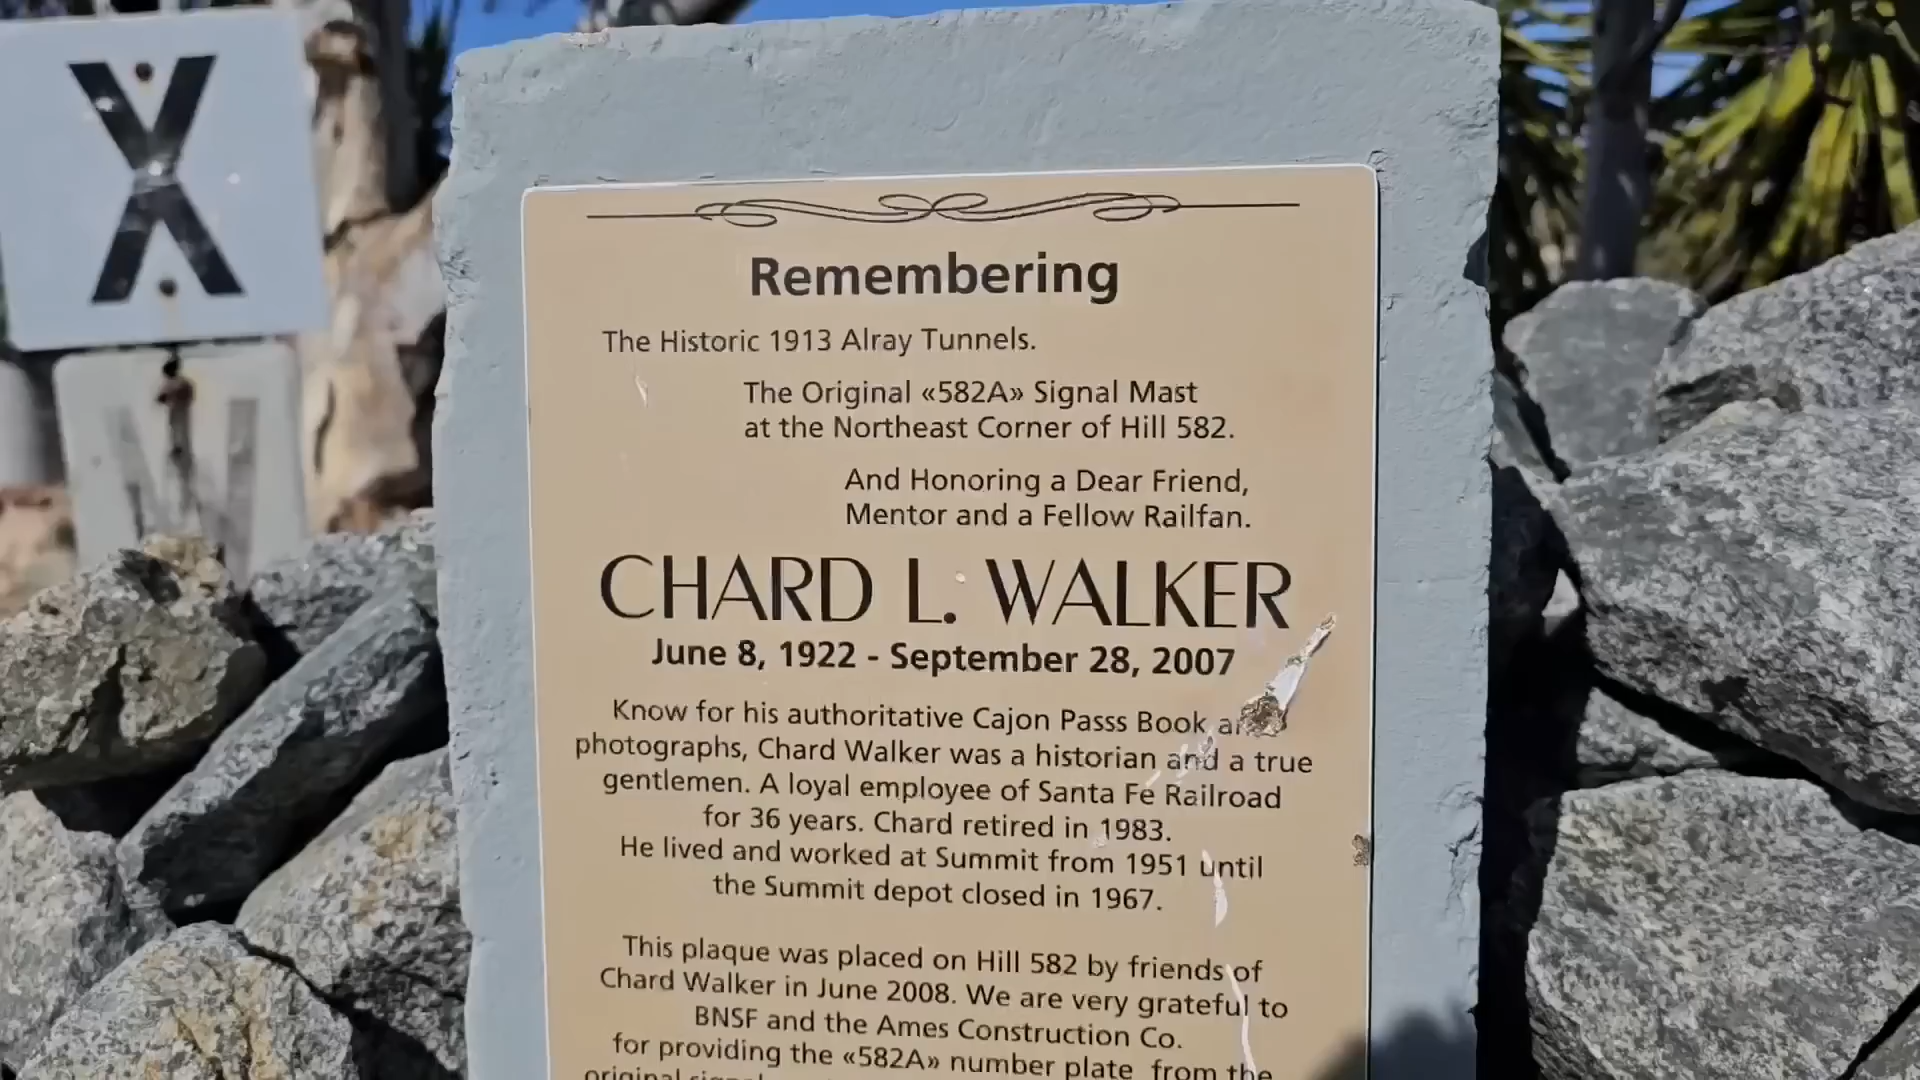 X
W
Remembering
The Historic 1913 Alray Tunnels.
The Original «582A» Signal Mast
at the Northeast Corner of Hill 582.
And Honoring a Dear Friend,
Mentor and a Fellow Railfan.
CHARD L. WALKER
June 8, 1922 - September 28, 2007
Know for his authoritative Cajon Passs Book
photographs, Chard Walker was a historian and a true
gentlemen. A loyal employee of Santa Fe Railroad
for 36 years. Chard retired in 1983.
He lived and worked at Summit from 1951 until
the Summit depot closed in 1967.
This plaque was placed on Hill 582 by friends of
Chard Walker in June 2008. We are very grateful to
BNSF and the Ames Construction Co.
for providing the «582A» number plate from the
original